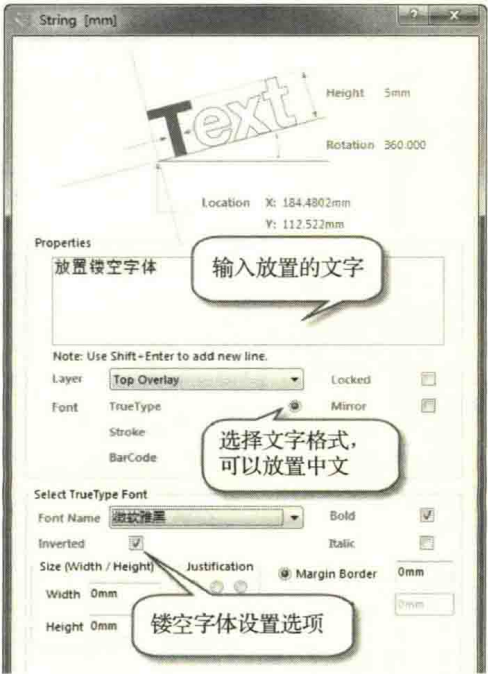 String [mm]
Text
Height 5mm
Rotation 360.000
Location X: 184.4802mm
Y: 112.522mm
Properties
放置镂空字体
输入放置的文字
Note: Use Shift+Enter to add new line.
Layer Top Overlay Locked
Font TrueType Mirror
Stroke
选择文字格式，
BarCode
可以放置中文
Select TrueType Font
Font Name 微软雅黑 Bold
Inverted Italic
Size (Width / Height) Justification Margin Border 0mm
Width 0mm 0mm
Height 0mm
镂空字体设置选项